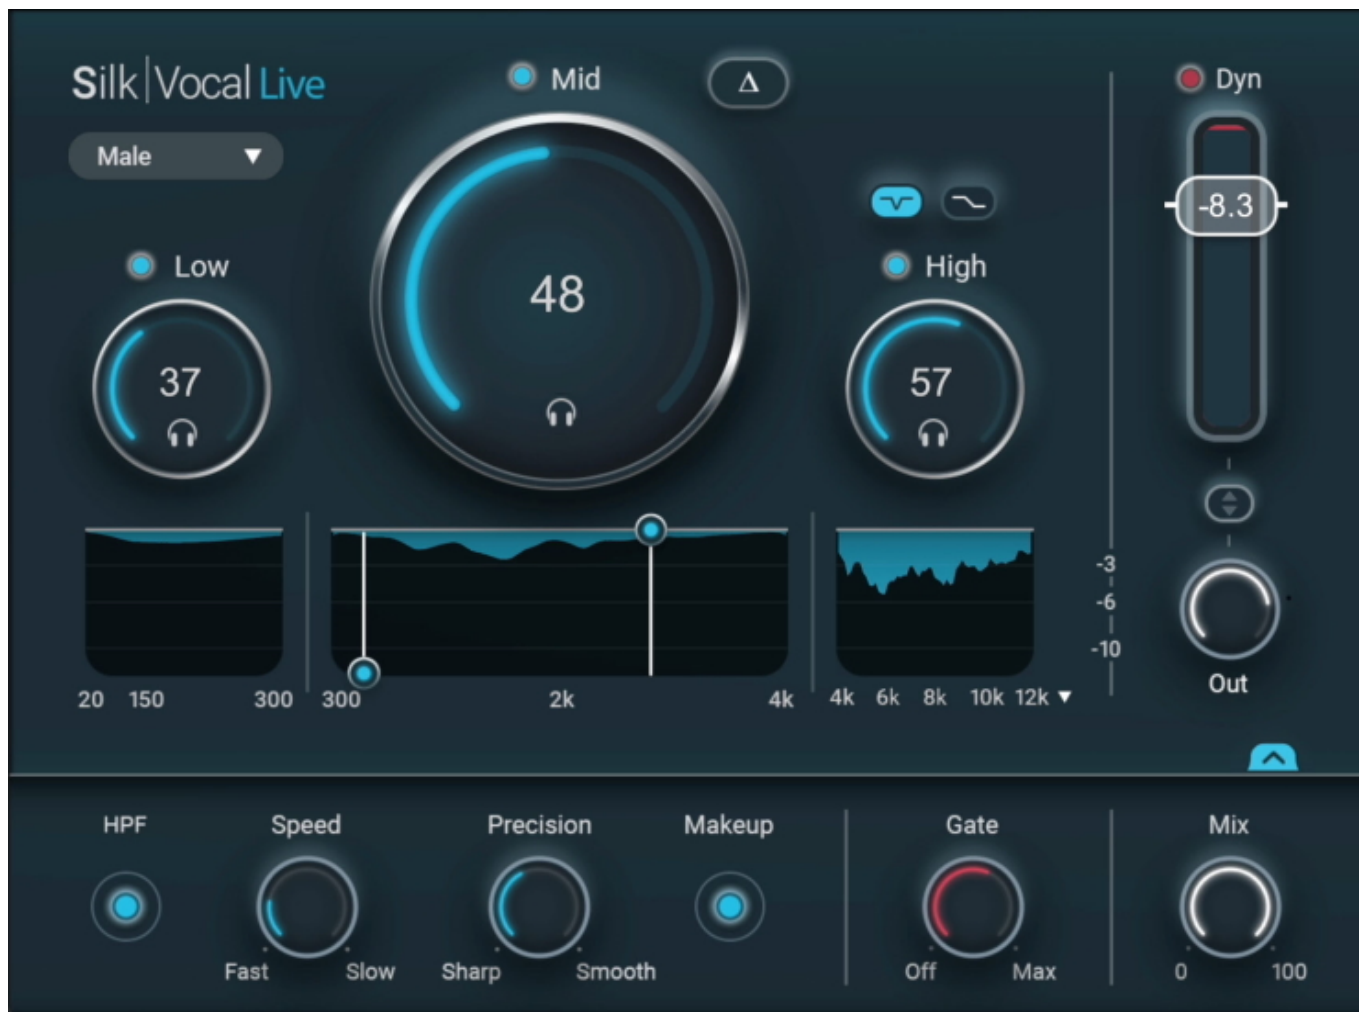 Silk|Vocal Live
Mid
Δ
Dyn
Male
-8.3
Low
High
48
37
57
-3
-6
-10
20 150 300
300 2k 4k
4k 6k 8k 10k 12k
Out
HPF
Speed
Precision
Makeup
Gate
Mix
Fast Slow
Sharp Smooth
Off Max
0 100